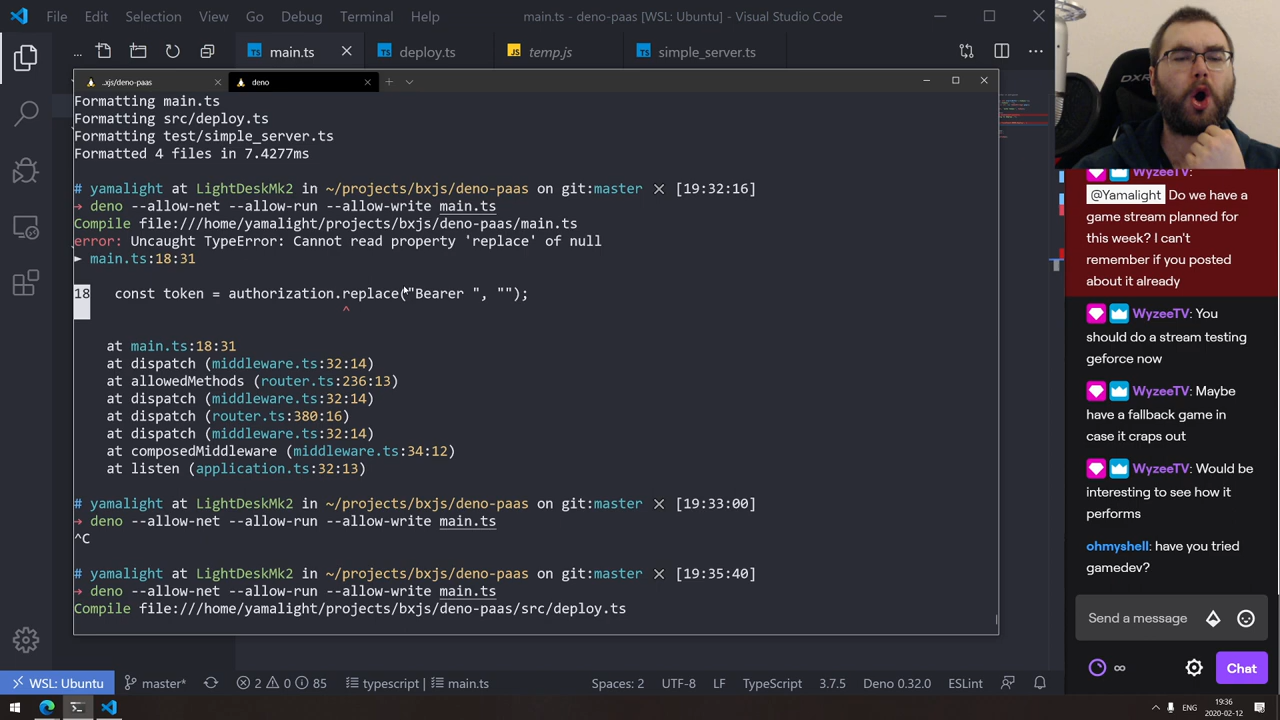 File Edit Selection View Go Debug Terminal Help
main.ts - deno-paas [WSL: Ubuntu] - Visual Studio Code
... main.ts deploy.ts JS temp.js TS simple_server.ts ...
_xjs/deno-paas deno
Formatting main.ts
Formatting src/deploy.ts
Formatting test/simple_server.ts
Formatted 4 files in 7.4277ms
# yamalight at LightDeskMk2 in ~/projects/bxjs/deno-paas on git:master ✕ [19:32:16]
→ deno --allow-net --allow-run --allow-write main.ts
Compile file:///home/yamalight/projects/bxjs/deno-paas/main.ts
error: Uncaught TypeError: Cannot read property 'replace' of null
► main.ts:18:31
18 const token = authorization.replace("Bearer ", "");
^
at main.ts:18:31
at dispatch (middleware.ts:32:14)
at allowedMethods (router.ts:236:13)
at dispatch (middleware.ts:32:14)
at dispatch (router.ts:380:16)
at dispatch (middleware.ts:32:14)
at composedMiddleware (middleware.ts:34:12)
at listen (application.ts:32:13)
# yamalight at LightDeskMk2 in ~/projects/bxjs/deno-paas on git:master ✕ [19:33:00]
→ deno --allow-net --allow-run --allow-write main.ts
^C
# yamalight at LightDeskMk2 in ~/projects/bxjs/deno-paas on git:master ✕ [19:35:40]
→ deno --allow-net --allow-run --allow-write main.ts
Compile file:///home/yamalight/projects/bxjs/deno-paas/src/deploy.ts
WSL: Ubuntu master* 2 0 85 typescript | main.ts Spaces: 2 UTF-8 LF TypeScript 3.7.5 Deno 0.32.0 ESLint
DXR
WyzeeTV:
@Yamalight Do we have a
game stream planned for
this week? I can't
remember if you posted
about it already
WyzeeTV: You
should do a stream testing
geforce now
WyzeeTV: Maybe
have a fallback game in
case it craps out
WyzeeTV: Would be
interesting to see how it
performs
ohmyshell: have you tried
gamedev?
Send a message
∞ Chat
ENG 19:36
2020-02-12